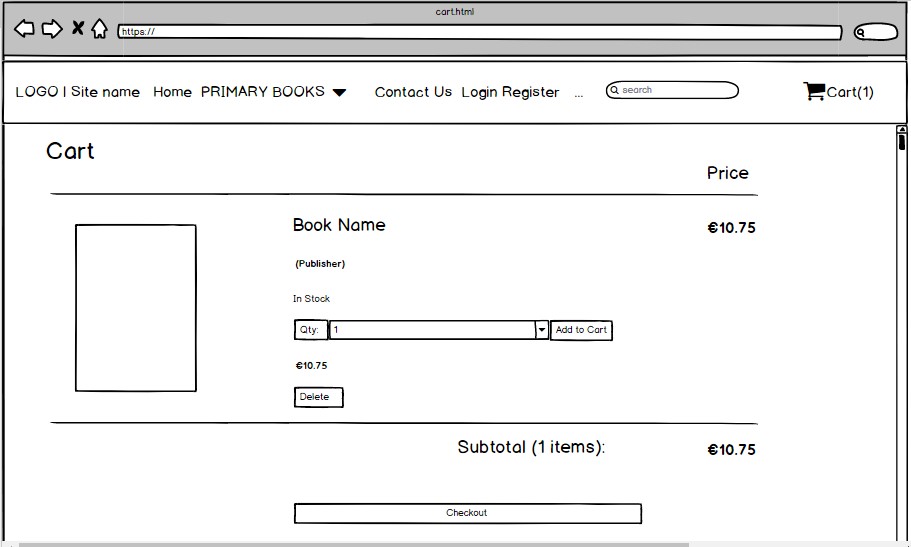 cart.html
https://
LOGO | Site name Home PRIMARY BOOKS Contact Us Login Register ... search Cart(1)
Cart
Price
Book Name €10.75
(Publisher)
In Stock
Qty: 1 Add to Cart
€10.75
Delete
Subtotal (1 items): €10.75
Checkout